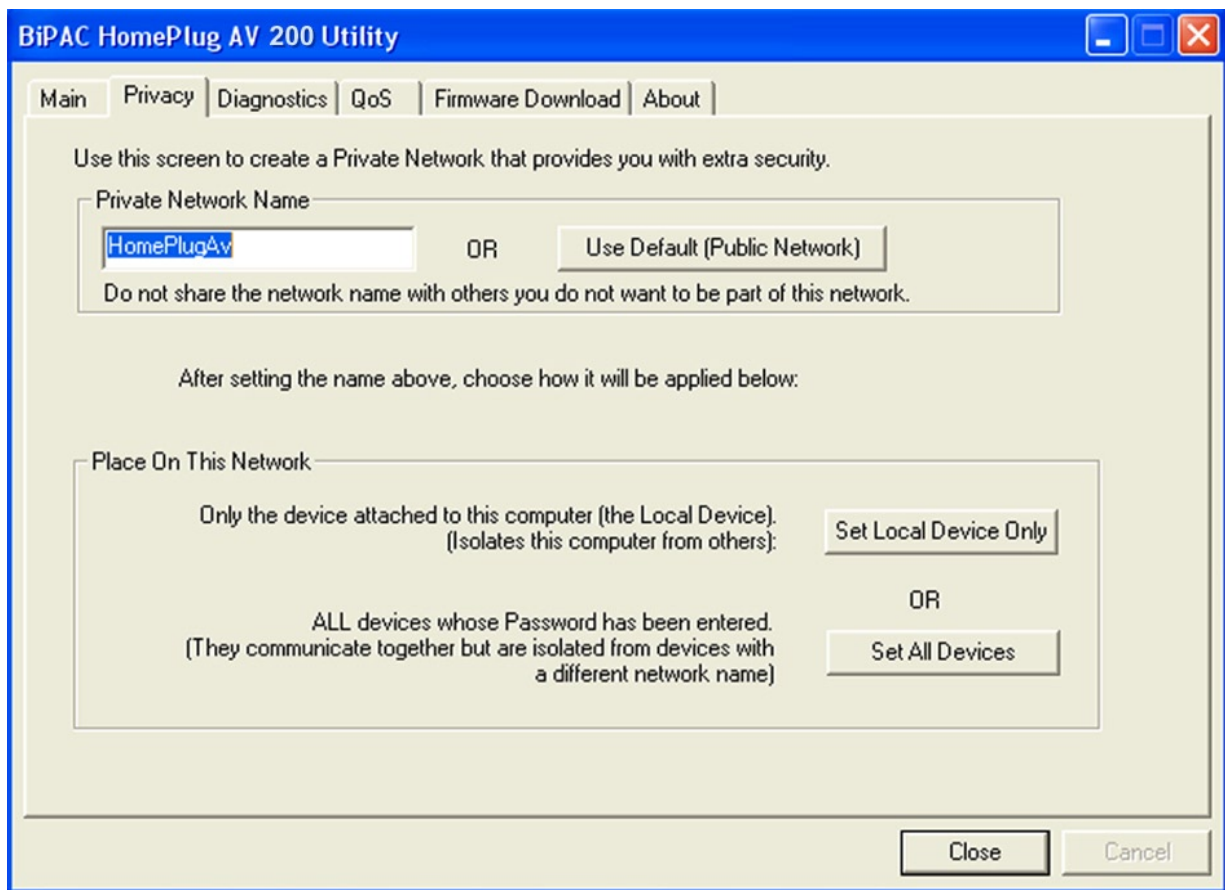 BiPAC HomePlug AV 200 Utility
Main Privacy Diagnostics QoS Firmware Download About
Use this screen to create a Private Network that provides you with extra security.
Private Network Name
HomePlugAv OR Use Default (Public Network)
Do not share the network name with others you do not want to be part of this network.
After setting the name above, choose how it will be applied below:
Place On This Network
Only the device attached to this computer (the Local Device).
(Isolates this computer from others):
Set Local Device Only
OR
ALL devices whose Password has been entered.
(They communicate together but are isolated from devices with
a different network name)
Set All Devices
Close Cancel